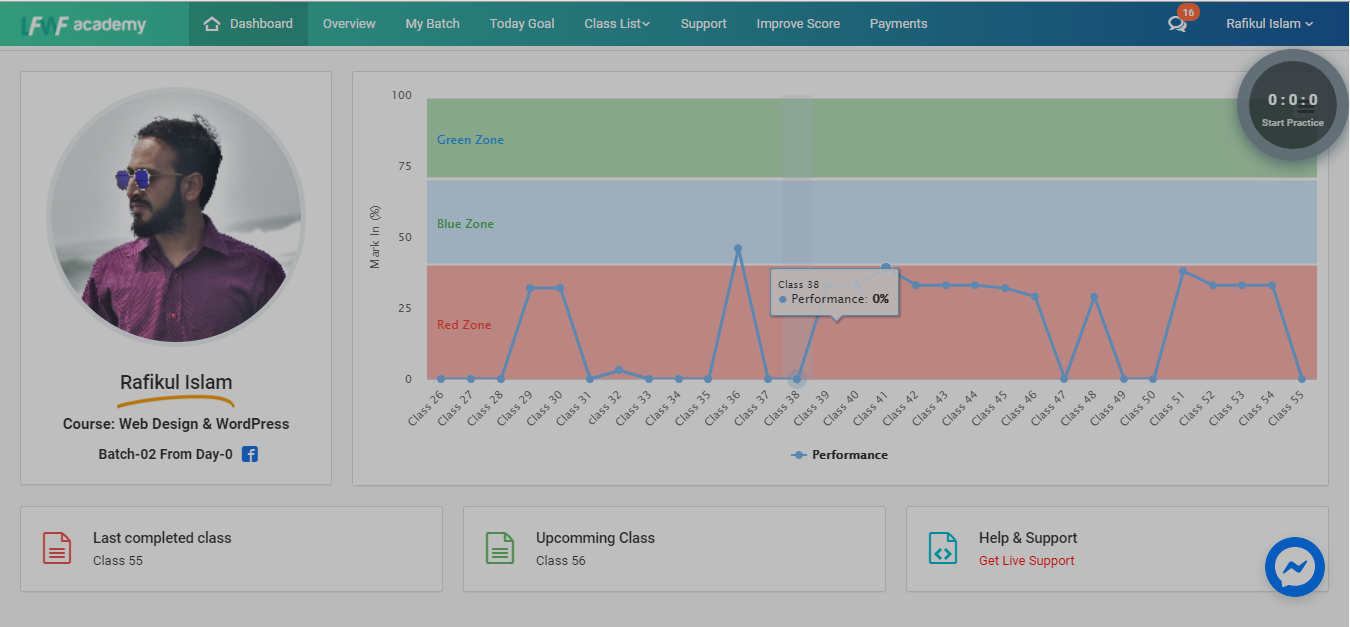 LFWF academy
Dashboard
Overview
My Batch
Today Goal
Class List
Support
Improve Score
Payments
16
Rafikul Islam
0:0:0
Start Practice
Rafikul Islam
Course: Web Design & WordPress
Batch-02 From Day-0
100
75
50
25
0
Mark In (%)
Green Zone
Blue Zone
Red Zone
Class 38
Performance: 0%
Class 26
Class 27
Class 28
Class 29
Class 30
Class 31
Class 32
Class 33
Class 34
Class 35
Class 36
Class 37
Class 38
Class 39
Class 40
Class 41
Class 42
Class 43
Class 44
Class 45
Class 46
Class 47
Class 48
Class 49
Class 50
Class 51
Class 52
Class 53
Class 54
Class 55
Performance
Last completed class
Class 55
Upcomming Class
Class 56
Help & Support
Get Live Support